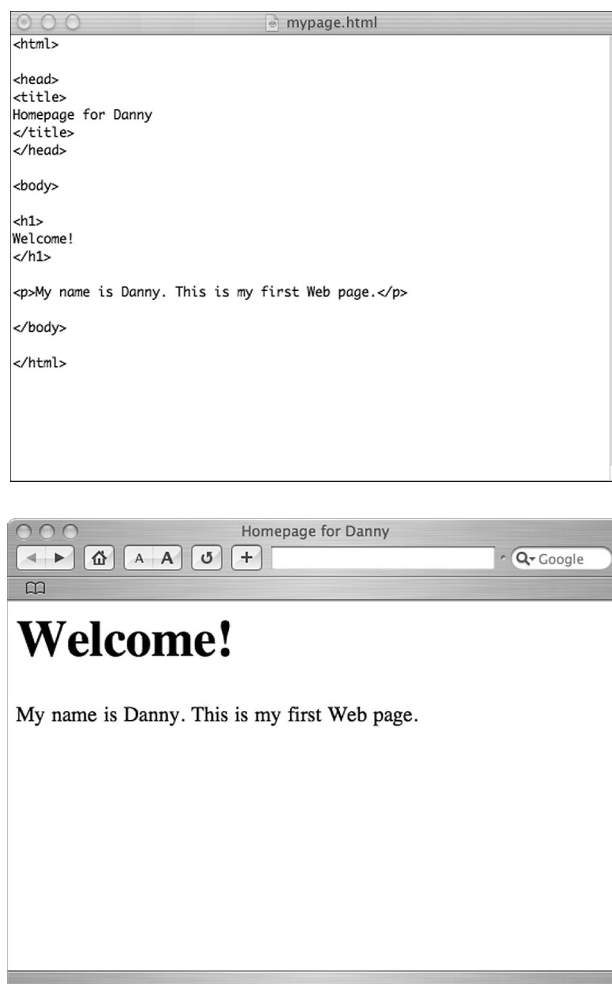 mypage.html
<html>
<head>
<title>
Homepage for Danny
</title>
</head>
<body>
<h1>
Welcome!
</h1>
<p>My name is Danny. This is my first Web page.</p>
</body>
</html>
Homepage for Danny
A A
Google
Welcome!
My name is Danny. This is my first Web page.